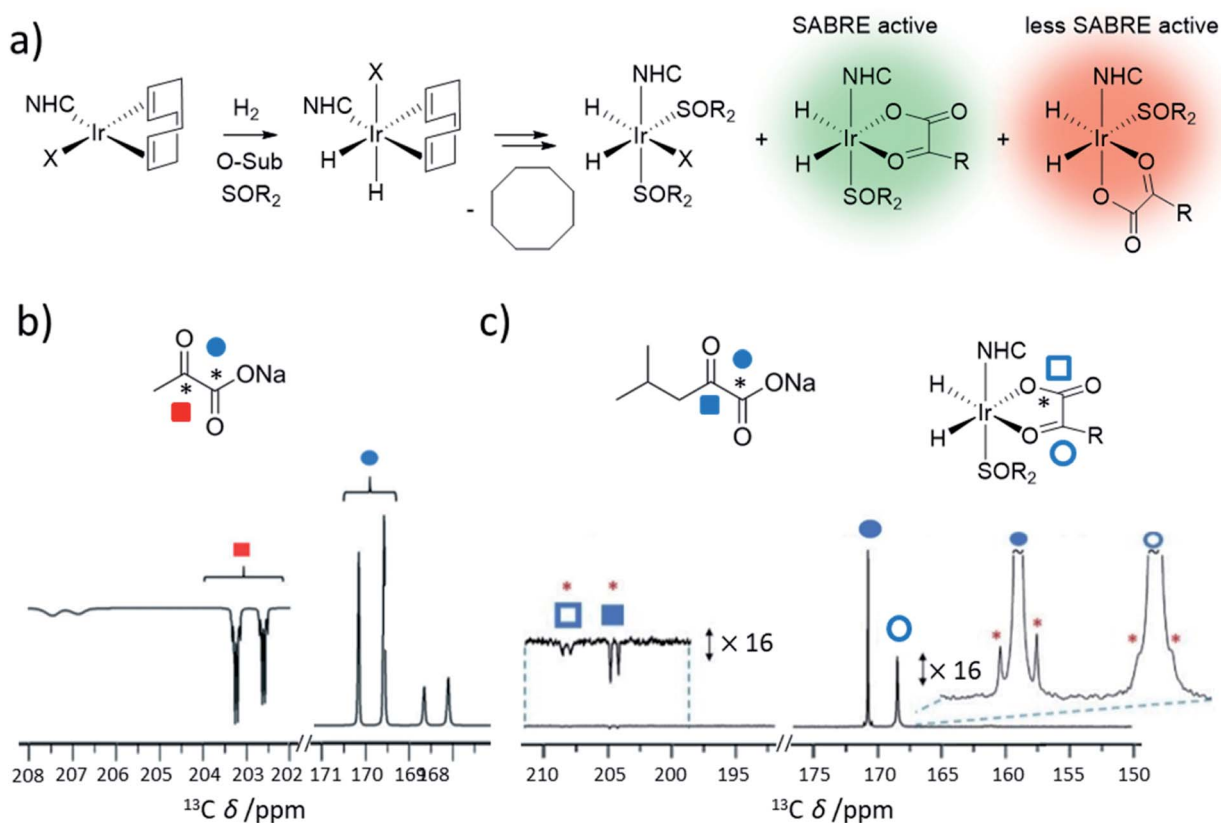 a)
SABRE active
less SABRE active
NHC
Ir
X
H2
O-Sub
SOR2
X
NHC
Ir
H
H
-
NHC
H
SOR2
Ir
H
X
SOR2
+
NHC
H
O
O
Ir
H
O
R
SOR2
+
NHC
SOR2
H
Ir
H
O
O
R
O
SOR2
b)
O
*
*
ONa
O
c)
O
*
ONa
O
NHC
H
O
O
*
Ir
H
O
R
SOR2
* *
× 16
× 16
* * * *
208 207 206 205 204 203 202 171 170 169 168
13C δ /ppm
210 205 200 195 175 170 165 160 155 150
13C δ /ppm